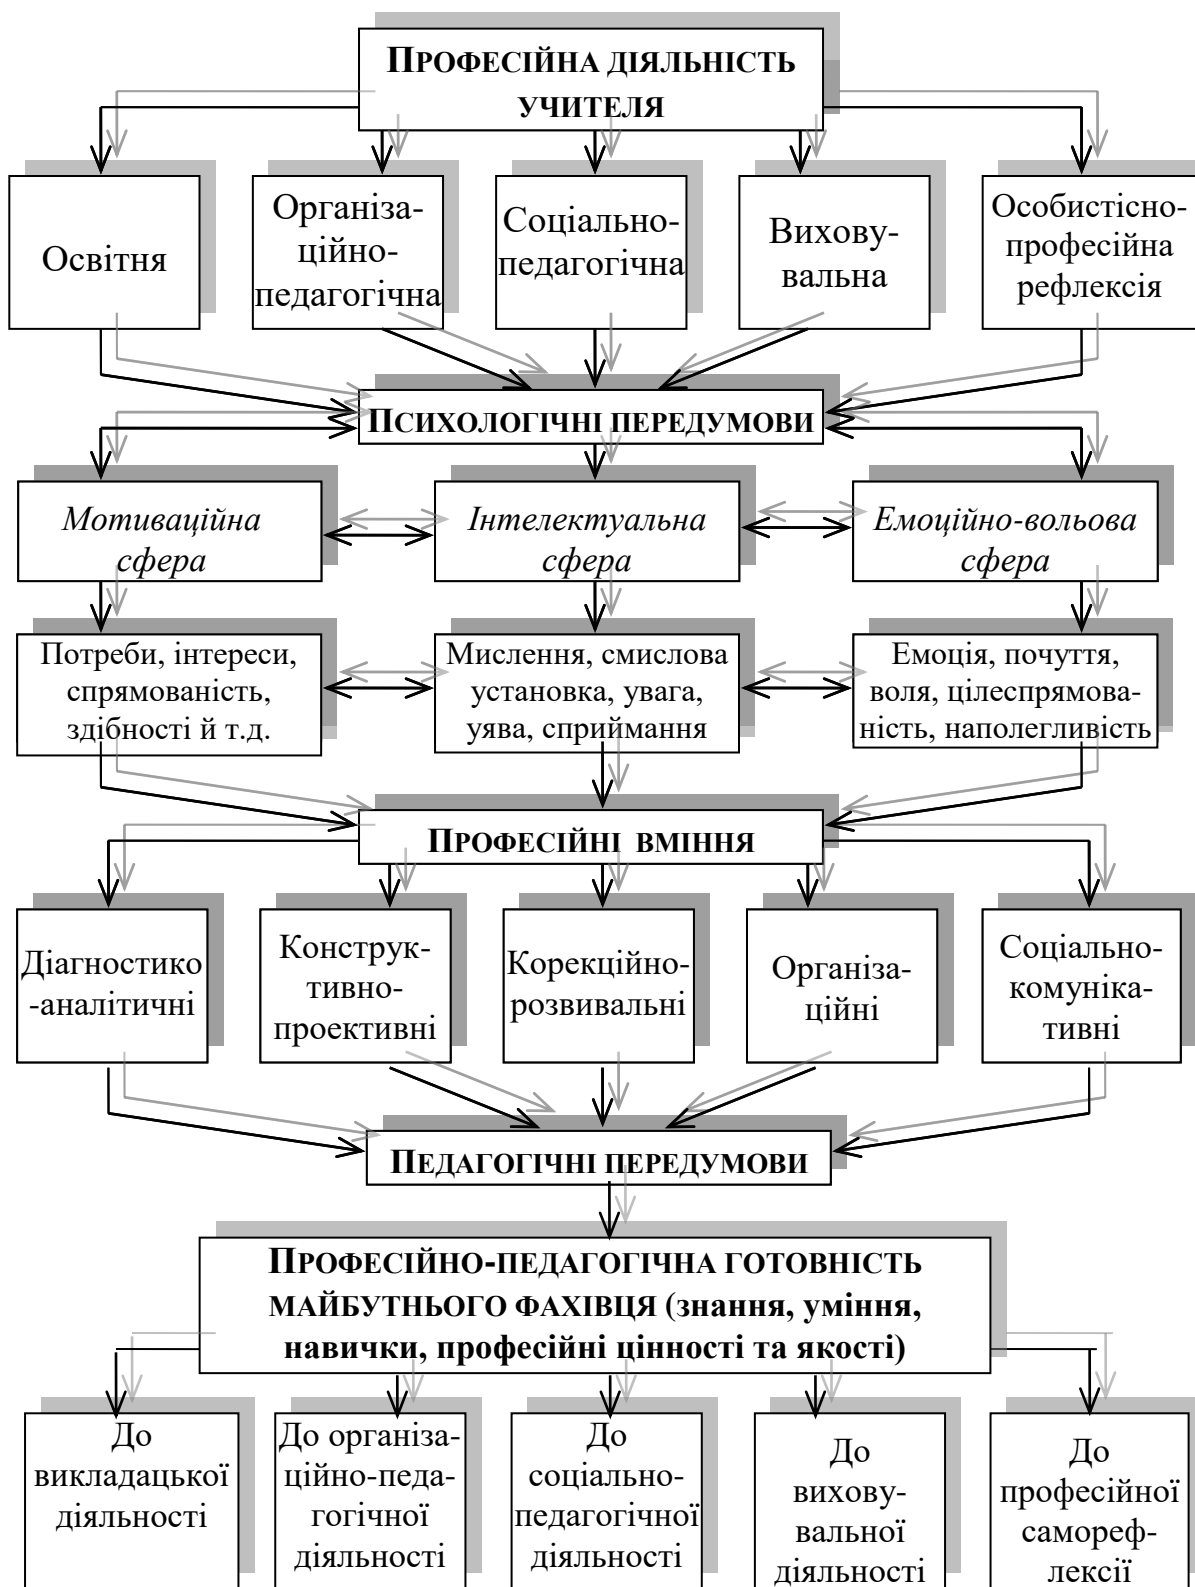 ПРОФЕСІЙНА ДІЯЛЬНІСТЬ
УЧИТЕЛЯ
Освітня
Організа-
ційно-
педагогічна
Соціально-
педагогічна
Вихову-
вальна
Особистісно-
професійна
рефлексія
ПСИХОЛОГІЧНІ ПЕРЕДУМОВИ
Мотиваційна
сфера
Інтелектуальна
сфера
Емоційно-вольова
сфера
Потреби, інтереси,
спрямованість,
здібності й т.д.
Мислення, смислова
установка, увага,
уява, сприймання
Емоція, почуття,
воля, цілеспрямова-
ність, наполегливість
ПРОФЕСІЙНІ ВМІННЯ
Діагностико
-аналітичні
Конструк-
тивно-
проективні
Корекційно-
розвивальні
Організа-
ційні
Соціально-
комуніка-
тивні
ПЕДАГОГІЧНІ ПЕРЕДУМОВИ
ПРОФЕСІЙНО-ПЕДАГОГІЧНА ГОТОВНІСТЬ
МАЙБУТНЬОГО ФАХІВЦЯ (знання, уміння,
навички, професійні цінності та якості)
До
викладацької
діяльності
До організа-
ційно-педа-
гогічної
діяльності
До
соціально-
педагогічної
діяльності
До
виховву-
вальної
діяльності
До
професійної
саморeф-
лексії